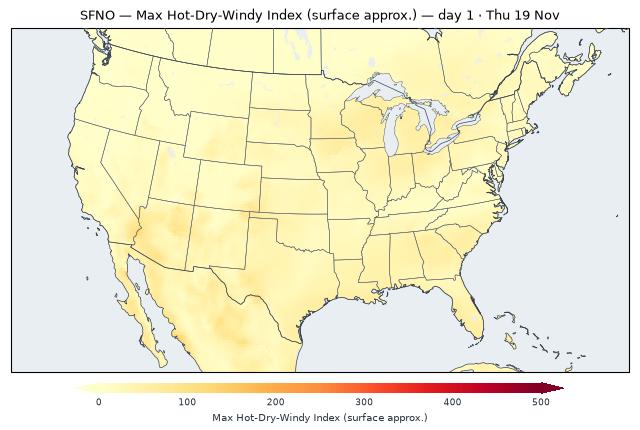 SFNO — Max Hot-Dry-Windy Index (surface approx.) — day 1 · Thu 19 Nov
0 100 200 300 400 500
Max Hot-Dry-Windy Index (surface approx.)